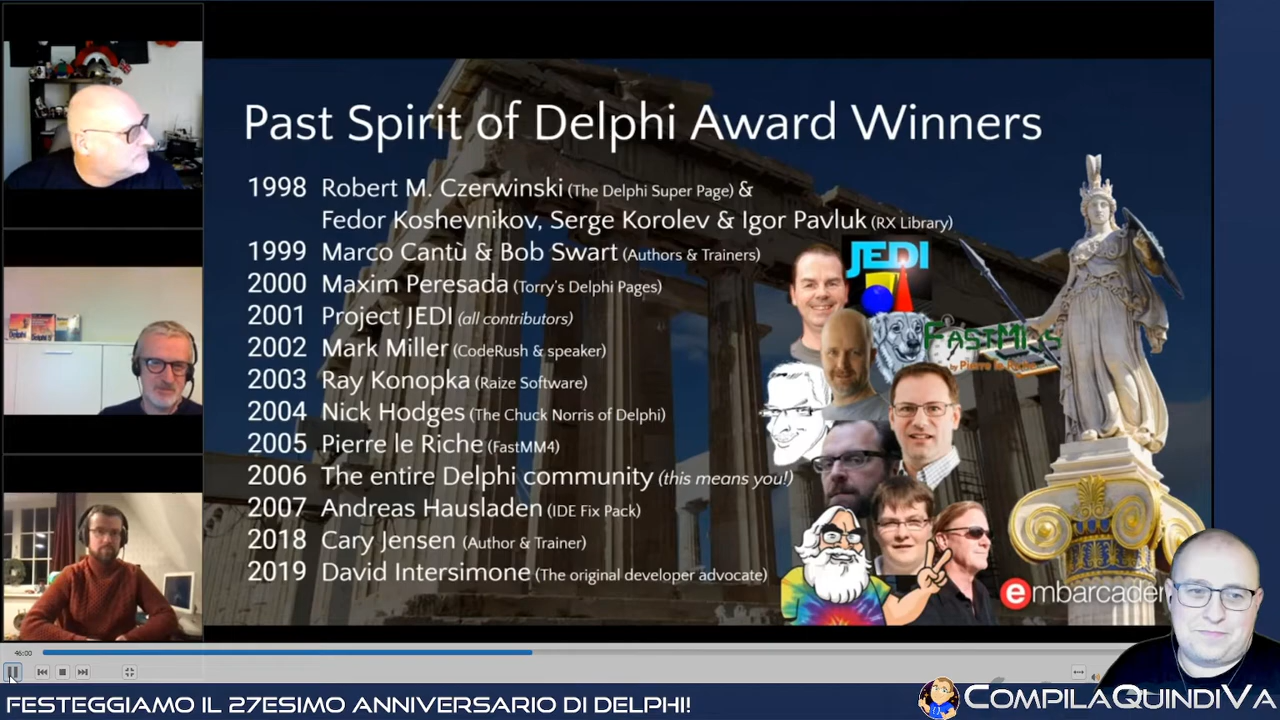 Past Spirit of Delphi Award Winners
1998 Robert M. Czerwinski (The Delphi Super Page) &
Fedor Koshevnikov, Serge Korolev & Igor Pavluk (RX Library)
1999 Marco Cantù & Bob Swart (Authors & Trainers)
2000 Maxim Peresada (Torry's Delphi Pages)
2001 Project JEDI (all contributors)
2002 Mark Miller (CodeRush & speaker)
2003 Ray Konopka (Raize Software)
2004 Nick Hodges (The Chuck Norris of Delphi)
2005 Pierre le Riche (FastMM4)
2006 The entire Delphi community (this means you!)
2007 Andreas Hausladen (IDE Fix Pack)
2018 Cary Jensen (Author & Trainer)
2019 David Intersimone (The original developer advocate)
JEDI
embarcader
46:00
FESTEGGIAMO IL 27ESIMO ANNIVERSARIO DI DELPHI!
COMPILAQUINDIVA